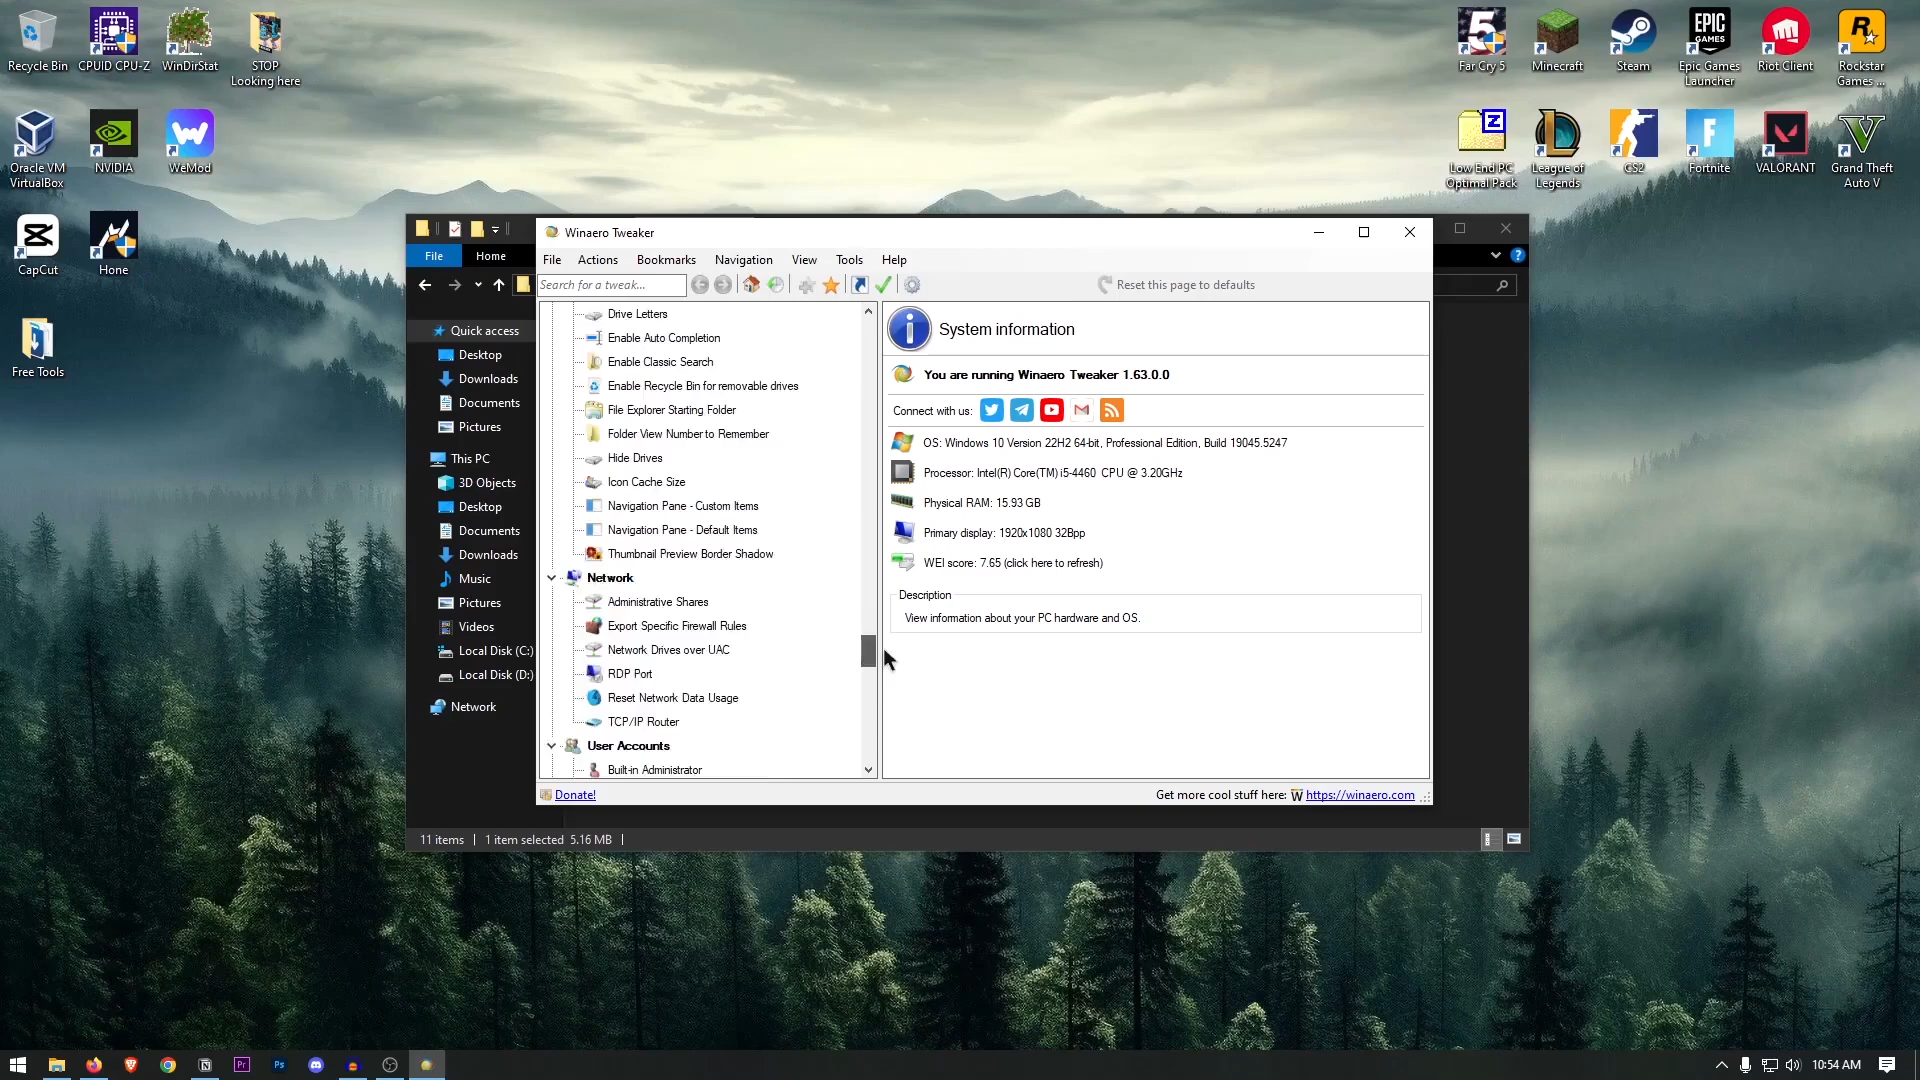 Recycle Bin
CPUID CPU-Z
WinDirStat
STOP
Looking here
Oracle VM
VirtualBox
NVIDIA
WeMod
CapCut
Hone
Free Tools
Far Cry 5
Minecraft
Steam
Epic Games
Launcher
Riot Client
Rockstar
Games ...
Low End PC
Optimal Pack
League of
Legends
CS2
Fortnite
VALORANT
Grand Theft
Auto V
File
Home
Quick access
Desktop
Downloads
Documents
Pictures
This PC
3D Objects
Desktop
Documents
Downloads
Music
Pictures
Videos
Local Disk (C:)
Local Disk (D:)
Network
11 items
1 item selected 5.16 MB
Winaero Tweaker
File Actions Bookmarks Navigation View Tools Help
Search for a tweak...
Reset this page to defaults
Drive Letters
Enable Auto Completion
Enable Classic Search
Enable Recycle Bin for removable drives
File Explorer Starting Folder
Folder View Number to Remember
Hide Drives
Icon Cache Size
Navigation Pane - Custom Items
Navigation Pane - Default Items
Thumbnail Preview Border Shadow
Network
Administrative Shares
Export Specific Firewall Rules
Network Drives over UAC
RDP Port
Reset Network Data Usage
TCP/IP Router
User Accounts
Built-in Administrator
System information
You are running Winaero Tweaker 1.63.0.0
Connect with us:
OS: Windows 10 Version 22H2 64-bit, Professional Edition, Build 19045.5247
Processor: Intel(R) Core(TM) i5-4460 CPU @ 3.20GHz
Physical RAM: 15.93 GB
Primary display: 1920x1080 32Bpp
WEI score: 7.65 (click here to refresh)
Description
View information about your PC hardware and OS.
Donate!
Get more cool stuff here: W https://winaero.com
10:54 AM